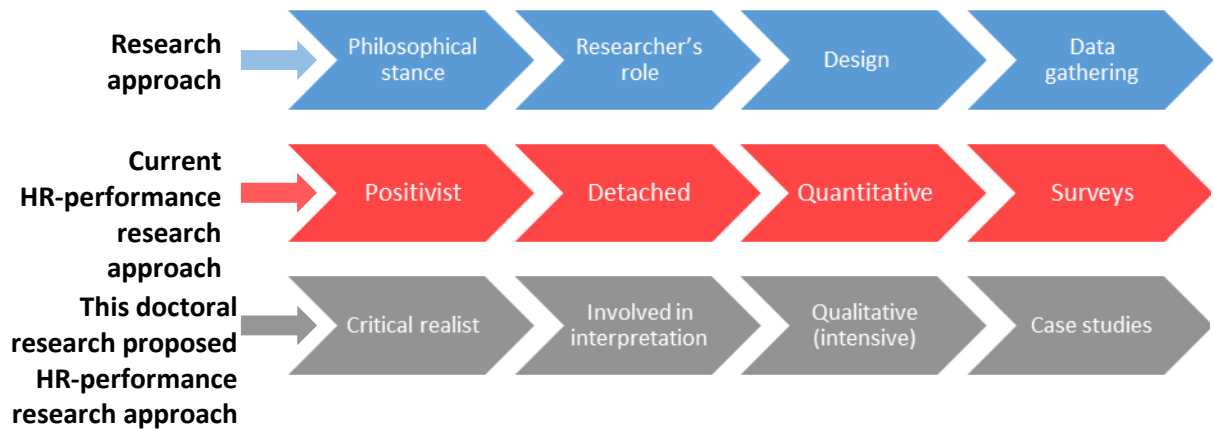 Research
approach
Philosophical
stance
Researcher's
role
Design
Data
gathering
Current
HR-performance
research
approach
Positivist
Detached
Quantitative
Surveys
This doctoral
research proposed
HR-performance
research approach
Critical realist
Involved in
interpretation
Qualitative
(intensive)
Case studies